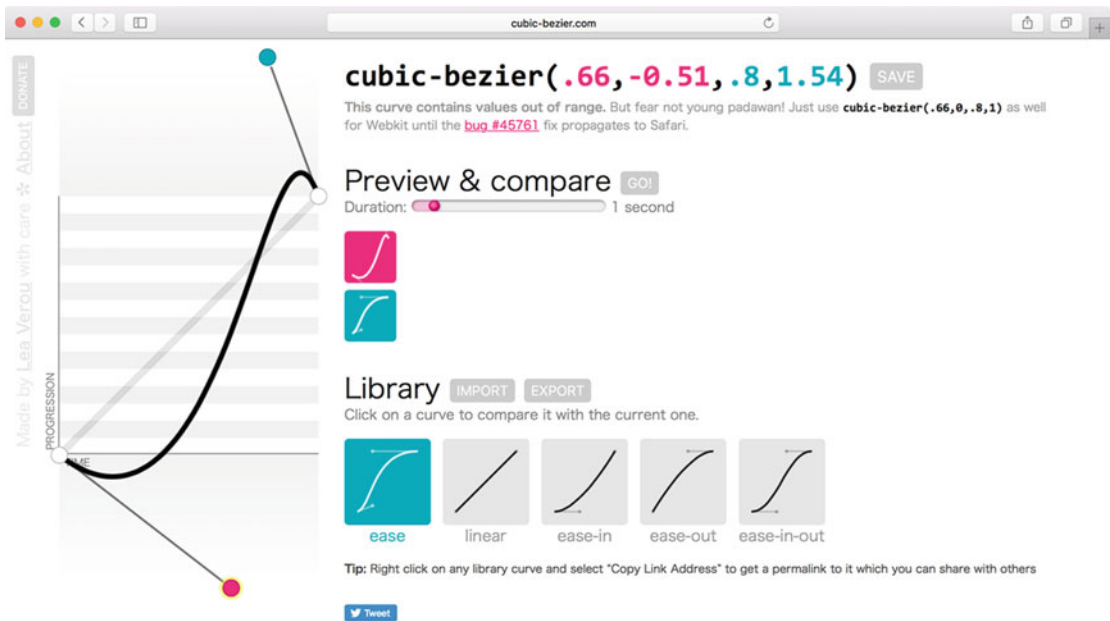 cubic-bezier.com
Made by Lea Verou with care * About DONATE
cubic-bezier(.66,-0.51,.8,1.54) SAVE
This curve contains values out of range. But fear not young padawan! Just use cubic-bezier(.66,0,.8,1) as well
for Webkit until the bug #45761 fix propagates to Safari.
Preview & compare GO!
Duration: 1 second
PROGRESSION
Library IMPORT EXPORT
Click on a curve to compare it with the current one.
ease linear ease-in ease-out ease-in-out
Tip: Right click on any library curve and select "Copy Link Address" to get a permalink to it which you can share with others
Tweet